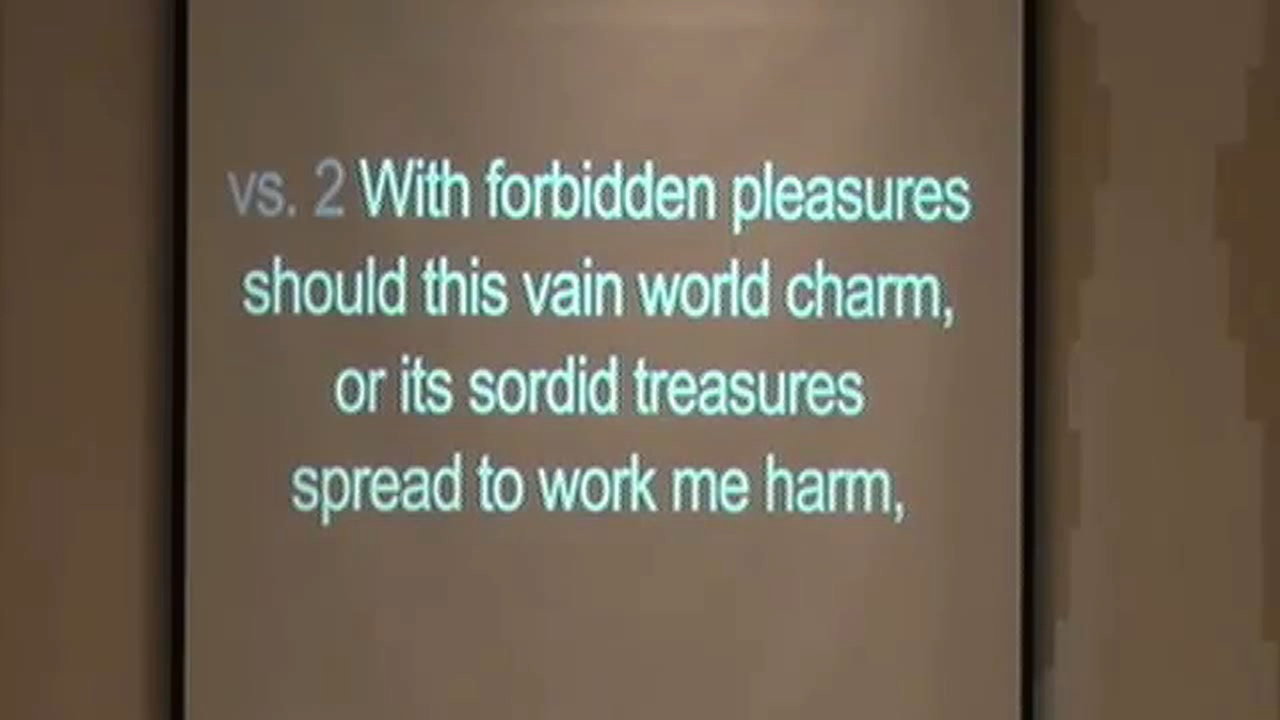 vs. 2 With forbidden pleasures
should this vain world charm,
or its sordid treasures
spread to work me harm,